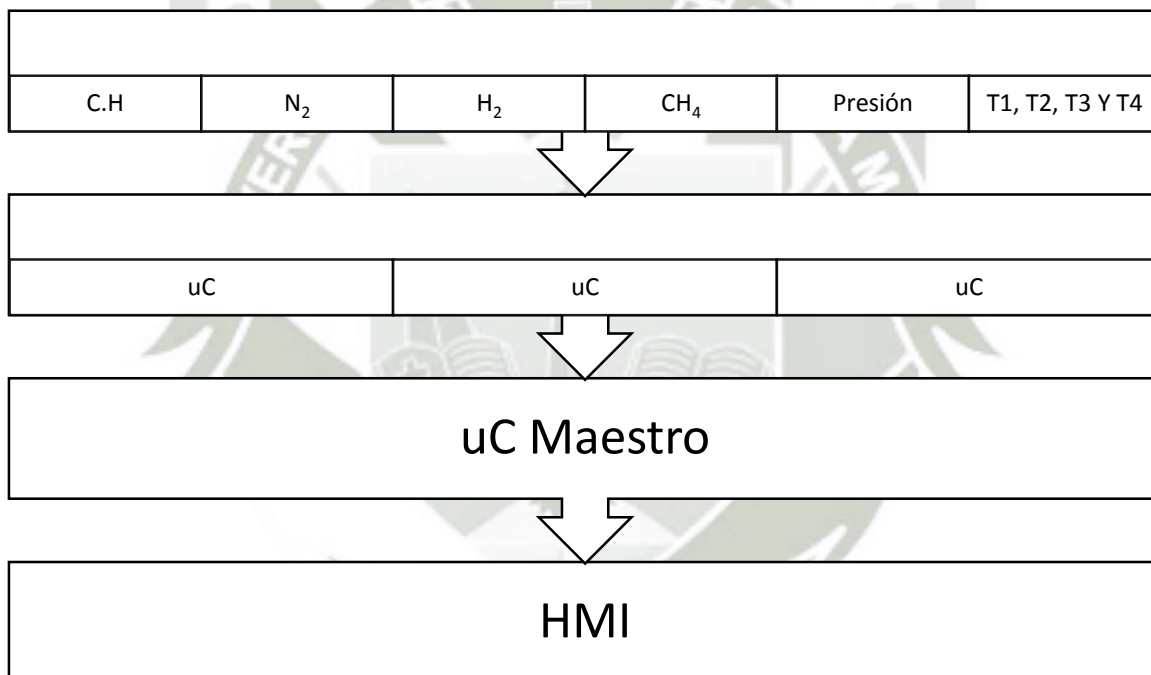 C.H N₂ H₂ CH₄ Presión T1, T2, T3 Y T4
uC uC uC
uC Maestro
HMI